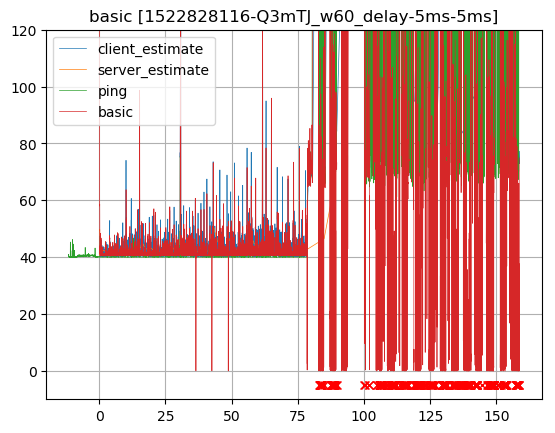 basic [1522828116-Q3mTJ_w60_delay-5ms-5ms]
client_estimate
server_estimate
ping
basic
120
100
80
60
40
20
0
0 25 50 75 100 125 150